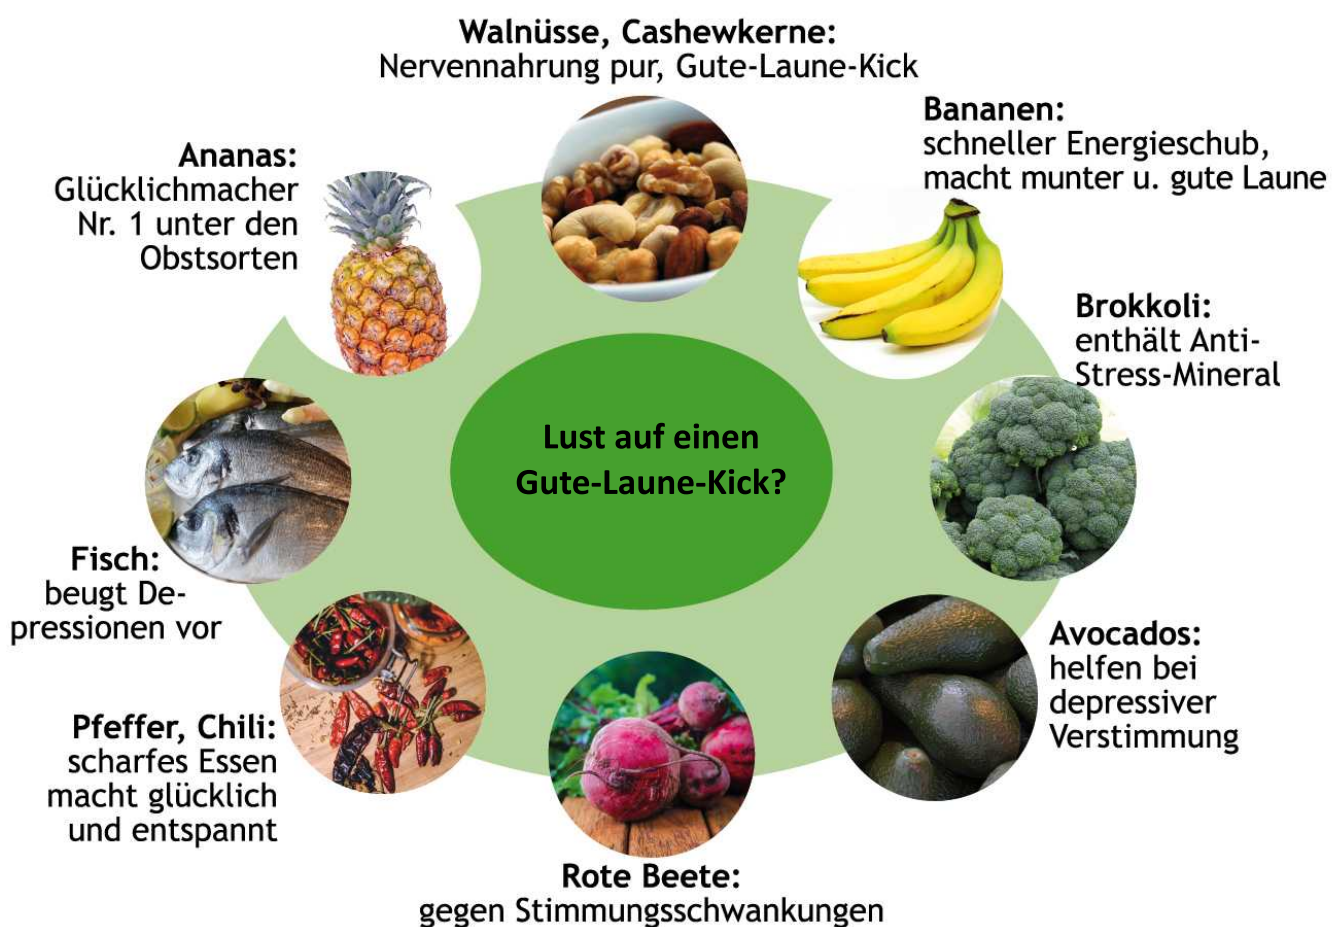 Walnüsse, Cashewkerne:
Nervennahrung pur, Gute-Laune-Kick
Bananen:
schneller Energieschub,
macht munter u. gute Laune
Brokkoli:
enthält Anti-
Stress-Mineral
Avocados:
helfen bei
depressiver
Verstimmung
Rote Beete:
gegen Stimmungsschwankungen
Pfeffer, Chili:
scharfes Essen
macht glücklich
und entspannt
Fisch:
beugt De-
pressionen vor
Ananas:
Glücklichmacher
Nr. 1 unter den
Obstsorten
Lust auf einen
Gute-Laune-Kick?